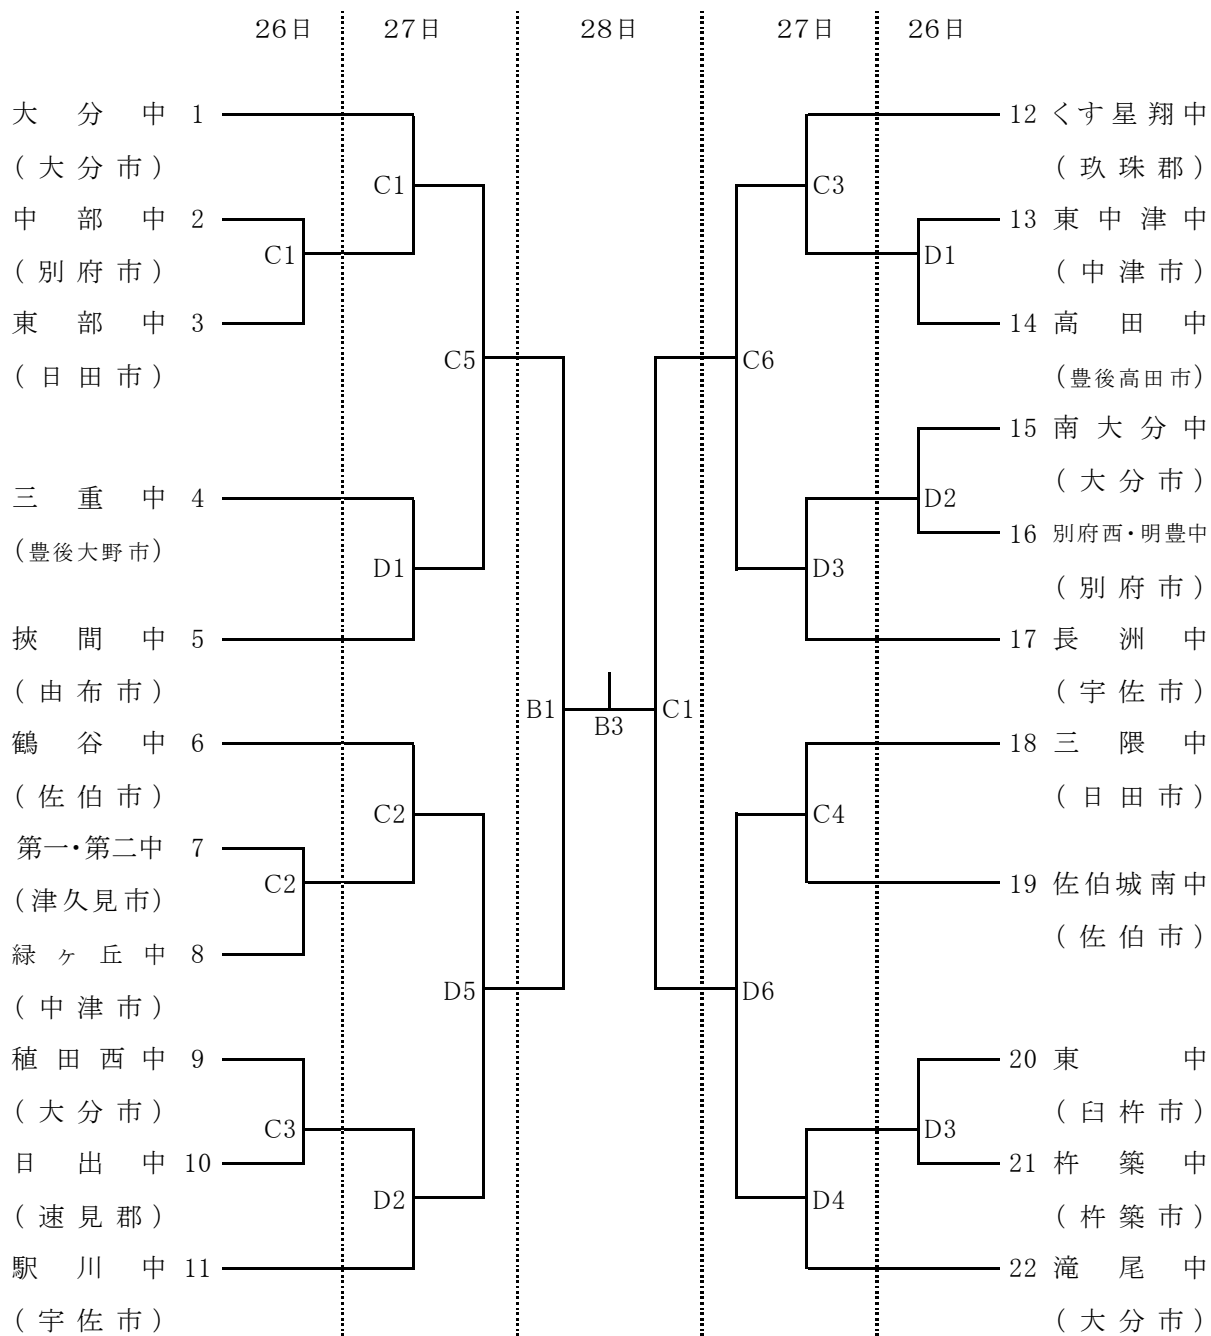 26日 27日 28日 27日 26日
大分中 1
(大分市)
中部中 2
(別府市)
東部中 3
(日田市)
三重中 4
(豊後大野市)
挾間中 5
(由布市)
鶴谷中 6
(佐伯市)
第一・第二中 7
(津久見市)
緑ヶ丘中 8
(中津市)
稙田西中 9
(大分市)
日出中 10
(速見郡)
駅川中 11
(宇佐市)
C1
C2
C3
C1
D1
C2
D2
C5
D5
B1
B3
C1
C6
D6
C3
D3
C4
D4
D1
D2
D3
12 くす星翔中
(玖珠郡)
13 東中津中
(中津市)
14 高田中
(豊後高田市)
15 南大分中
(大分市)
16 別府西・明豊中
(別府市)
17 長洲中
(宇佐市)
18 三隈中
(日田市)
19 佐伯城南中
(佐伯市)
20 東中
(臼杵市)
21 杵築中
(杵築市)
22 滝尾中
(大分市)